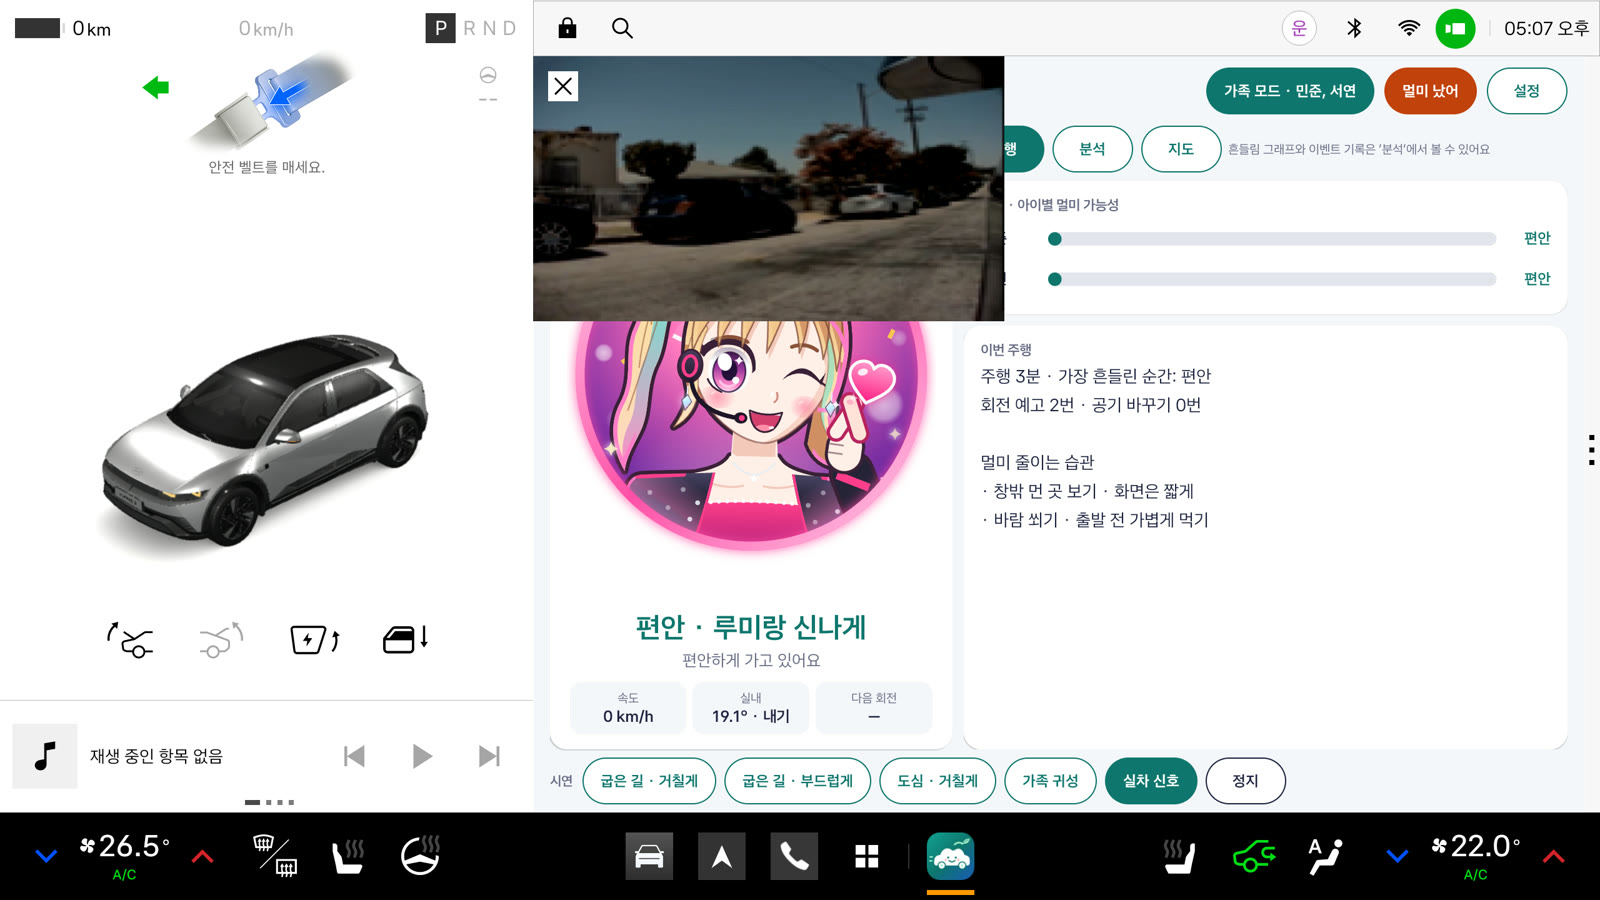 0 km
0 km/h
P R N D
--
안전 벨트를 매세요.
재생 중인 항목 없음
운
05:07 오후
가족 모드 · 민준, 서연
멀미 났어
설정
행
분석
지도
흔들림 그래프와 이벤트 기록은 '분석'에서 볼 수 있어요
· 아이별 멀미 가능성
편안
편안
이번 주행
주행 3분 · 가장 흔들린 순간: 편안
회전 예고 2번 · 공기 바꾸기 0번
멀미 줄이는 습관
· 창밖 먼 곳 보기 · 화면은 짧게
· 바람 쐬기 · 출발 전 가볍게 먹기
편안 · 루미랑 신나게
편안하게 가고 있어요
속도
0 km/h
실내
19.1° · 내기
다음 회전
—
시연
굽은 길 · 거칠게
굽은 길 · 부드럽게
도심 · 거칠게
가족 귀성
실차 신호
정지
26.5°
A/C
A
22.0°
A/C